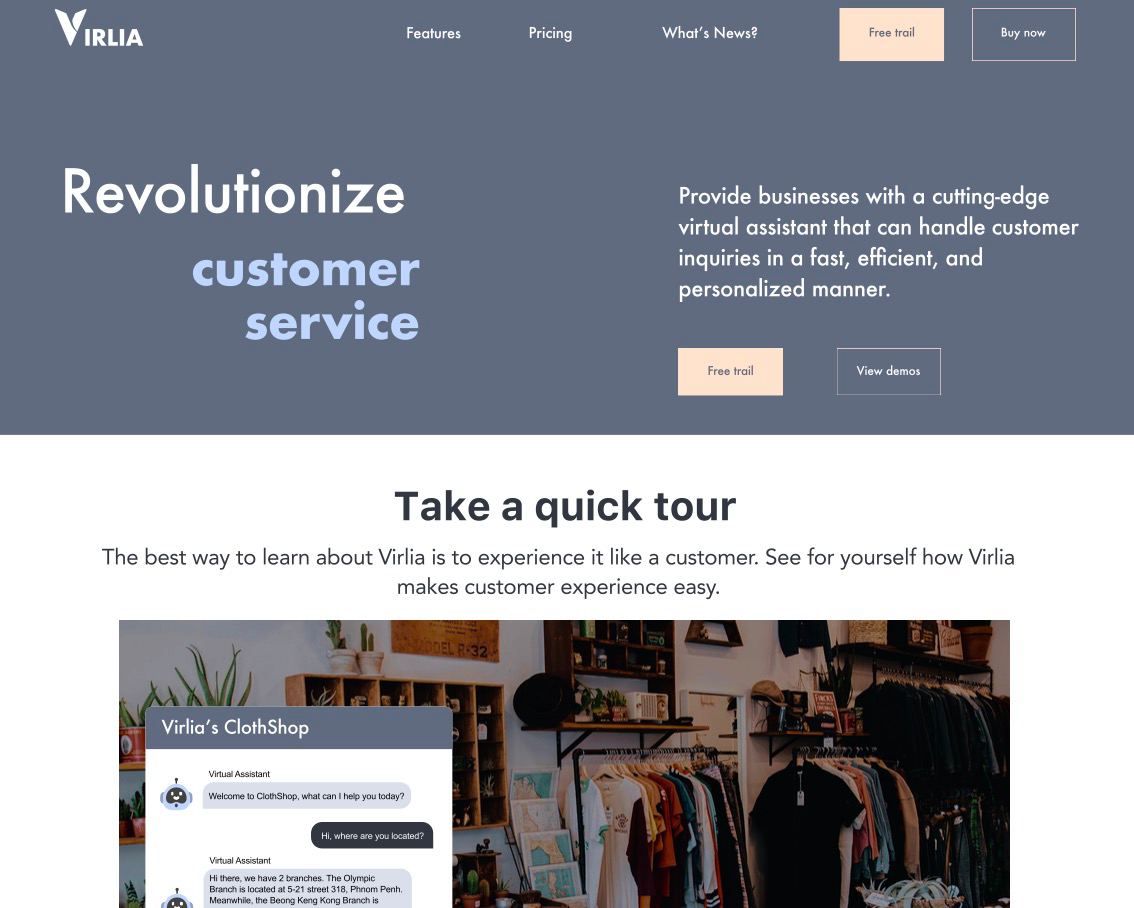 VIRLIA
Features
Pricing
What's News?
Free trail
Buy now
Revolutionize
customer
service
Provide businesses with a cutting-edge
virtual assistant that can handle customer
inquiries in a fast, efficient, and
personalized manner.
Free trail
View demos
Take a quick tour
The best way to learn about Virlia is to experience it like a customer. See for yourself how Virlia
makes customer experience easy.
MODEL P-32
Virlia's ClothShop
Virtual Assistant
Welcome to ClothShop, what can I help you today?
Hi, where are you located?
Virtual Assistant
Hi there, we have 2 branches. The Olympic
Branch is located at 5-21 street 318, Phnom Penh.
Meanwhile, the Beong Keng Kong Branch is